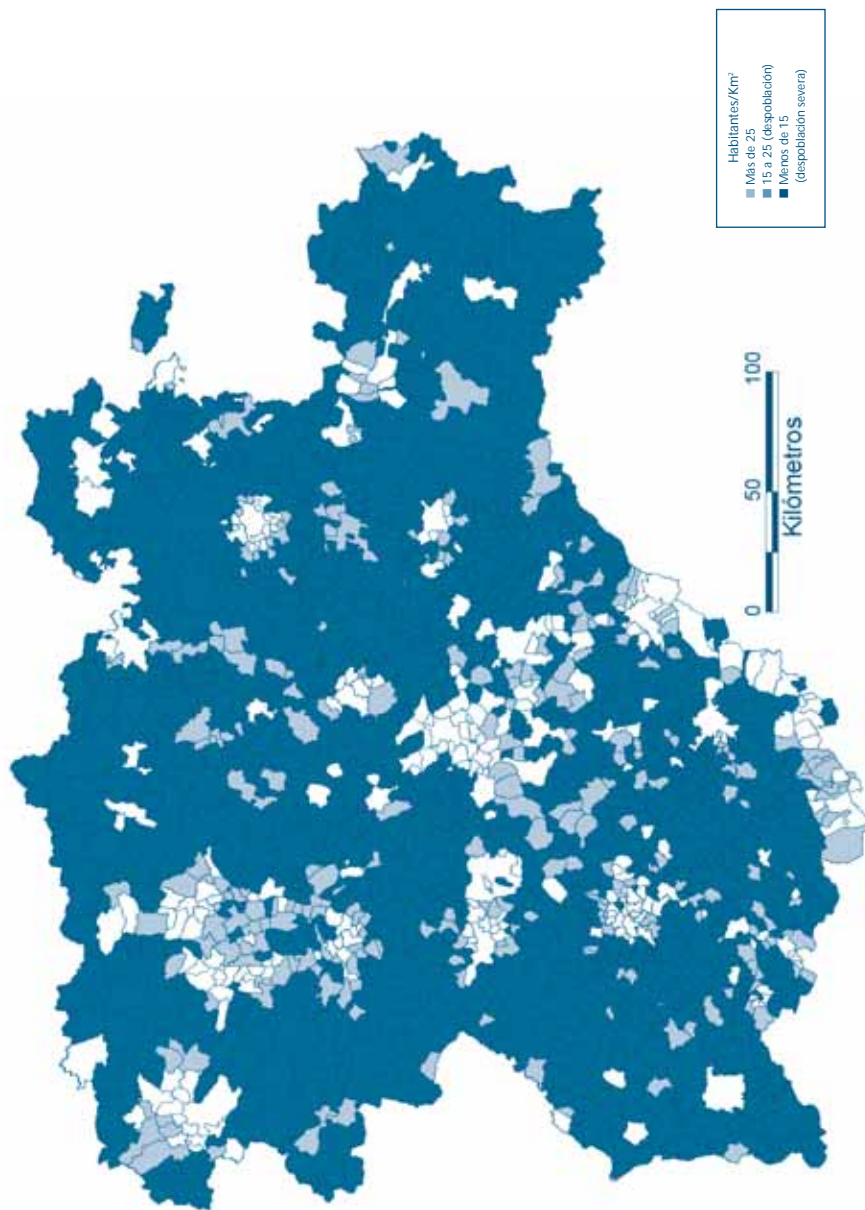 Habitantes/Km²
Más de 25
15 a 25 (despoblación)
Menos de 15
(despoblación severa)
0 50 100
Kilómetros